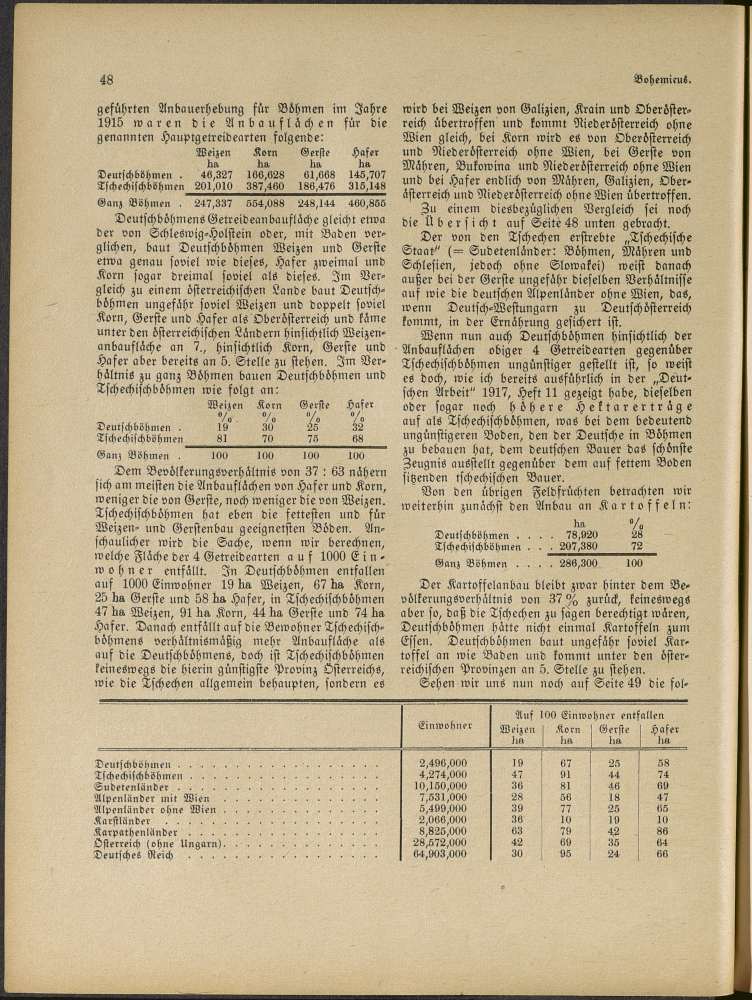 48
Bohemicus.
geführten Anbauerhebung für Böhmen im Jahre
1915 waren die Anbauflächen für die
genannten Hauptgetreidearten folgende:
Weizen Korn Gerste Hafer
ha ha ha ha
Deutschböhmen . 46,327 166,628 61,668 145,707
Tschechischböhmen 201,010 387,460 186,476 315,148
Ganz Böhmen . 247,337 554,088 248,144 460,855
Deutschböhmens Getreideanbaufläche gleicht etwa
der von Schleswig-Holstein oder, mit Baden ver-
glichen, baut Deutschböhmen Weizen und Gerste
etwa genau soviel wie dieses, Hafer zweimal und
Korn sogar dreimal soviel als dieses. Im Ver-
gleich zu einem österreichischen Lande baut Deutsch-
böhmen ungefähr soviel Weizen und doppelt soviel
Korn, Gerste und Hafer als Oberösterreich und käme
unter den österreichischen Ländern hinsichtlich Weizen-
anbaufläche an 7., hinsichtlich Korn, Gerste und
Hafer aber bereits an 5. Stelle zu stehen. Im Ver-
hältnis zu ganz Böhmen bauen Deutschböhmen und
Tschechischböhmen wie folgt an:
Weizen Korn Gerste Hafer
% % % %
Deutschböhmen . 19 30 25 32
Tschechischböhmen 81 70 75 68
Ganz Böhmen . 100 100 100 100
Dem Bevölkerungsverhältnis von 37 : 63 nähern
sich am meisten die Anbauflächen von Hafer und Korn,
weniger die von Gerste, noch weniger die von Weizen.
Tschechischböhmen hat eben die fettesten und für
Weizen- und Gerstenbau geeignetsten Böden. An-
schaulicher wird die Sache, wenn wir berechnen,
welche Fläche der 4 Getreidearten auf 1000 Ein-
wohner entfällt. In Deutschböhmen entfallen
auf 1000 Einwohner 19 ha Weizen, 67 ha Korn,
25 ha Gerste und 58 ha Hafer, in Tschechischböhmen
47 ha Weizen, 91 ha Korn, 44 ha Gerste und 74 ha
Hafer. Danach entfällt auf die Bewohner Tschechisch-
böhmens verhältnismäßig mehr Anbaufläche als
auf die Deutschböhmens, doch ist Tschechischböhmen
keineswegs die hierin günstigste Provinz Österreichs,
wie die Tschechen allgemein behaupten, sondern es
wird bei Weizen von Galizien, Krain und Oberöster-
reich übertroffen und kommt Niederösterreich ohne
Wien gleich, bei Korn wird es von Oberösterreich
und Niederösterreich ohne Wien, bei Gerste von
Mähren, Bukowina und Niederösterreich ohne Wien
und bei Hafer endlich von Mähren, Galizien, Ober-
österreich und Niederösterreich ohne Wien übertroffen.
Zu einem diesbezüglichen Vergleich sei noch
die Übersicht auf Seite 48 unten gebracht.
Der von den Tschechen erstrebte „Tschechische
Staat“ (= Sudetenländer: Böhmen, Mähren und
Schlesien, jedoch ohne Slowakei) weist danach
außer bei der Gerste ungefähr dieselben Verhältnisse
auf wie die deutschen Alpenländer ohne Wien, das,
wenn Deutsch-Westungarn zu Deutschösterreich
kommt, in der Ernährung gesichert ist.
Wenn nun auch Deutschböhmen hinsichtlich der
Anbauflächen obiger 4 Getreidearten gegenüber
Tschechischböhmen ungünstiger gestellt ist, so weist
es doch, wie ich bereits ausführlich in der „Deut-
schen Arbeit“ 1917, Heft 11 gezeigt habe, dieselben
oder sogar noch höhere Hektarerträge
auf als Tschechischböhmen, was bei dem bedeutend
ungünstigeren Boden, den der Deutsche in Böhmen
zu bebauen hat, dem deutschen Bauer das schönste
Zeugnis ausstellt gegenüber dem auf fettem Boden
sitzenden tschechischen Bauer.
Von den übrigen Feldfrüchten betrachten wir
weiterhin zunächst den Anbau an Kartoffeln:
ha %
Deutschböhmen . . . . 78,920 28
Tschechischböhmen . . . 207,380 72
Ganz Böhmen . . . . 286,300 100
Der Kartoffelanbau bleibt zwar hinter dem Be-
völkerungsverhältnis von 37 % zurück, keineswegs
aber so, daß die Tschechen zu sagen berechtigt wären,
Deutschböhmen hätte nicht einmal Kartoffeln zum
Essen. Deutschböhmen baut ungefähr soviel Kar-
toffel an wie Baden und kommt unter den öster-
reichischen Provinzen an 5. Stelle zu stehen.
Sehen wir uns nun noch auf Seite 49 die fol-
Einwohner Auf 100 Einwohner entfallen
Weizen Korn Gerste Hafer
ha ha ha ha
Deutschböhmen . . . . . 2,496,000 19 67 25 58
Tschechischböhmen . . . . . 4,274,000 47 91 44 74
Sudetenländer . . . . . 10,150,000 36 81 46 69
Alpenländer mit Wien . . . . . 7,531,000 28 56 18 47
Alpenländer ohne Wien . . . . . 5,499,000 39 77 25 65
Karstländer . . . . . 2,066,000 36 10 19 10
Karpathenländer . . . . . 8,825,000 63 79 42 86
Österreich (ohne Ungarn) . . . . . 28,572,000 42 69 35 64
Deutsches Reich . . . . . 64,903,000 30 95 24 66